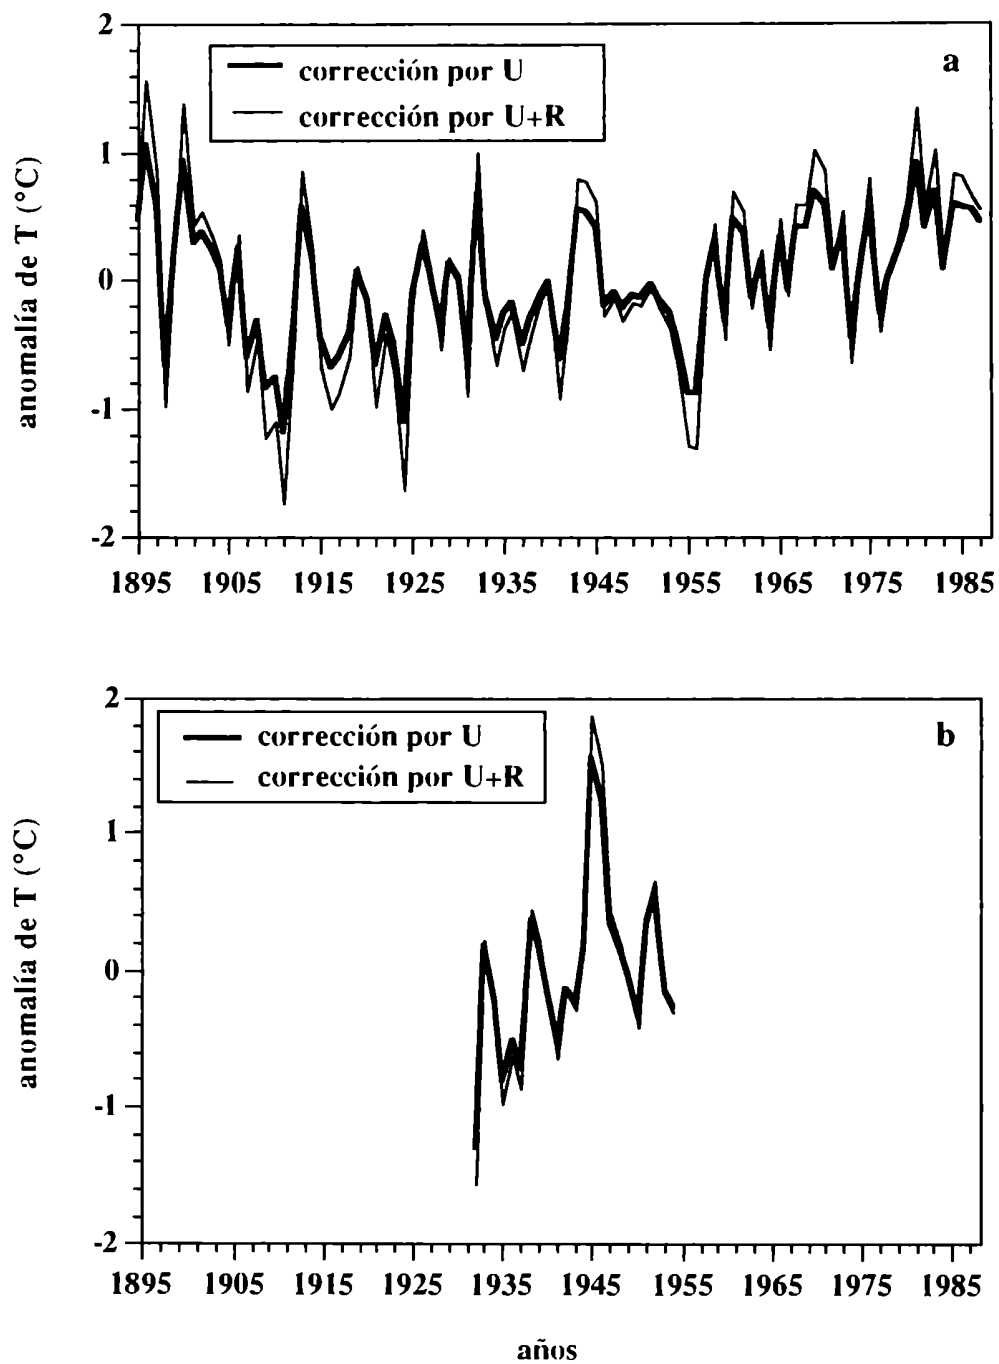 2
a
corrección por U
corrección por U+R
1
0
-1
-2
anomalía de T (°C)
1895 1905 1915 1925 1935 1945 1955 1965 1975 1985
2
b
corrección por U
corrección por U+R
1
0
-1
-2
anomalía de T (°C)
1895 1905 1915 1925 1935 1945 1955 1965 1975 1985
años